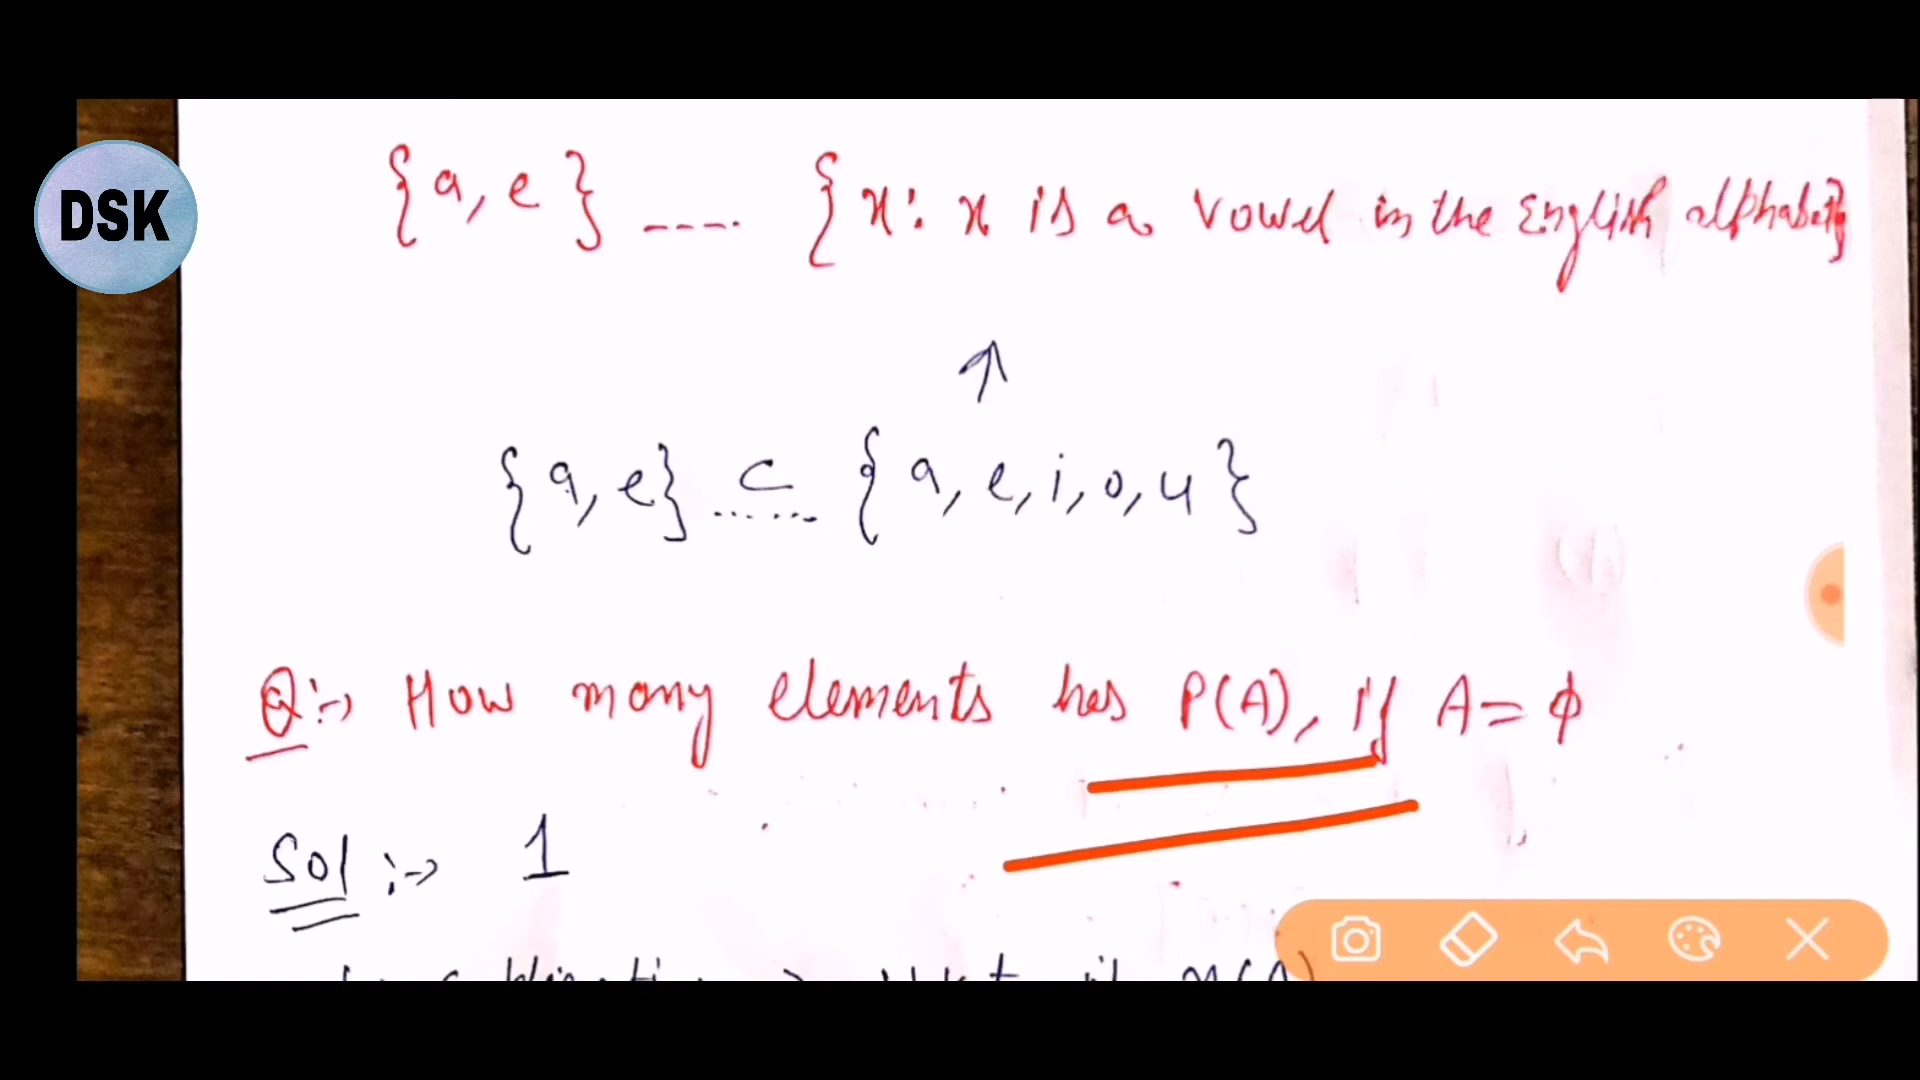 DSK
{a, e} ---- {x: x is a vowel in the English alphabet}
↑
{a, e} ...⊂... {a, e, i, o, u}
Q:-> How many elements has P(A), if A = φ
Sol :-> 1